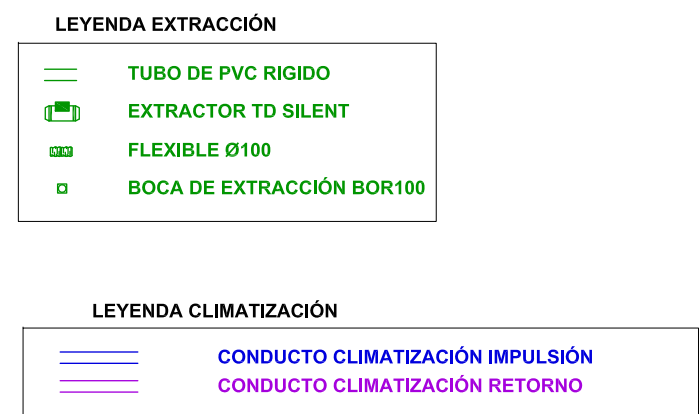 LEYENDA EXTRACCIÓN
TUBO DE PVC RIGIDO
EXTRACTOR TD SILENT
FLEXIBLE Ø100
BOCA DE EXTRACCIÓN BOR100
LEYENDA CLIMATIZACIÓN
CONDUCTO CLIMATIZACIÓN IMPULSIÓN
CONDUCTO CLIMATIZACIÓN RETORNO